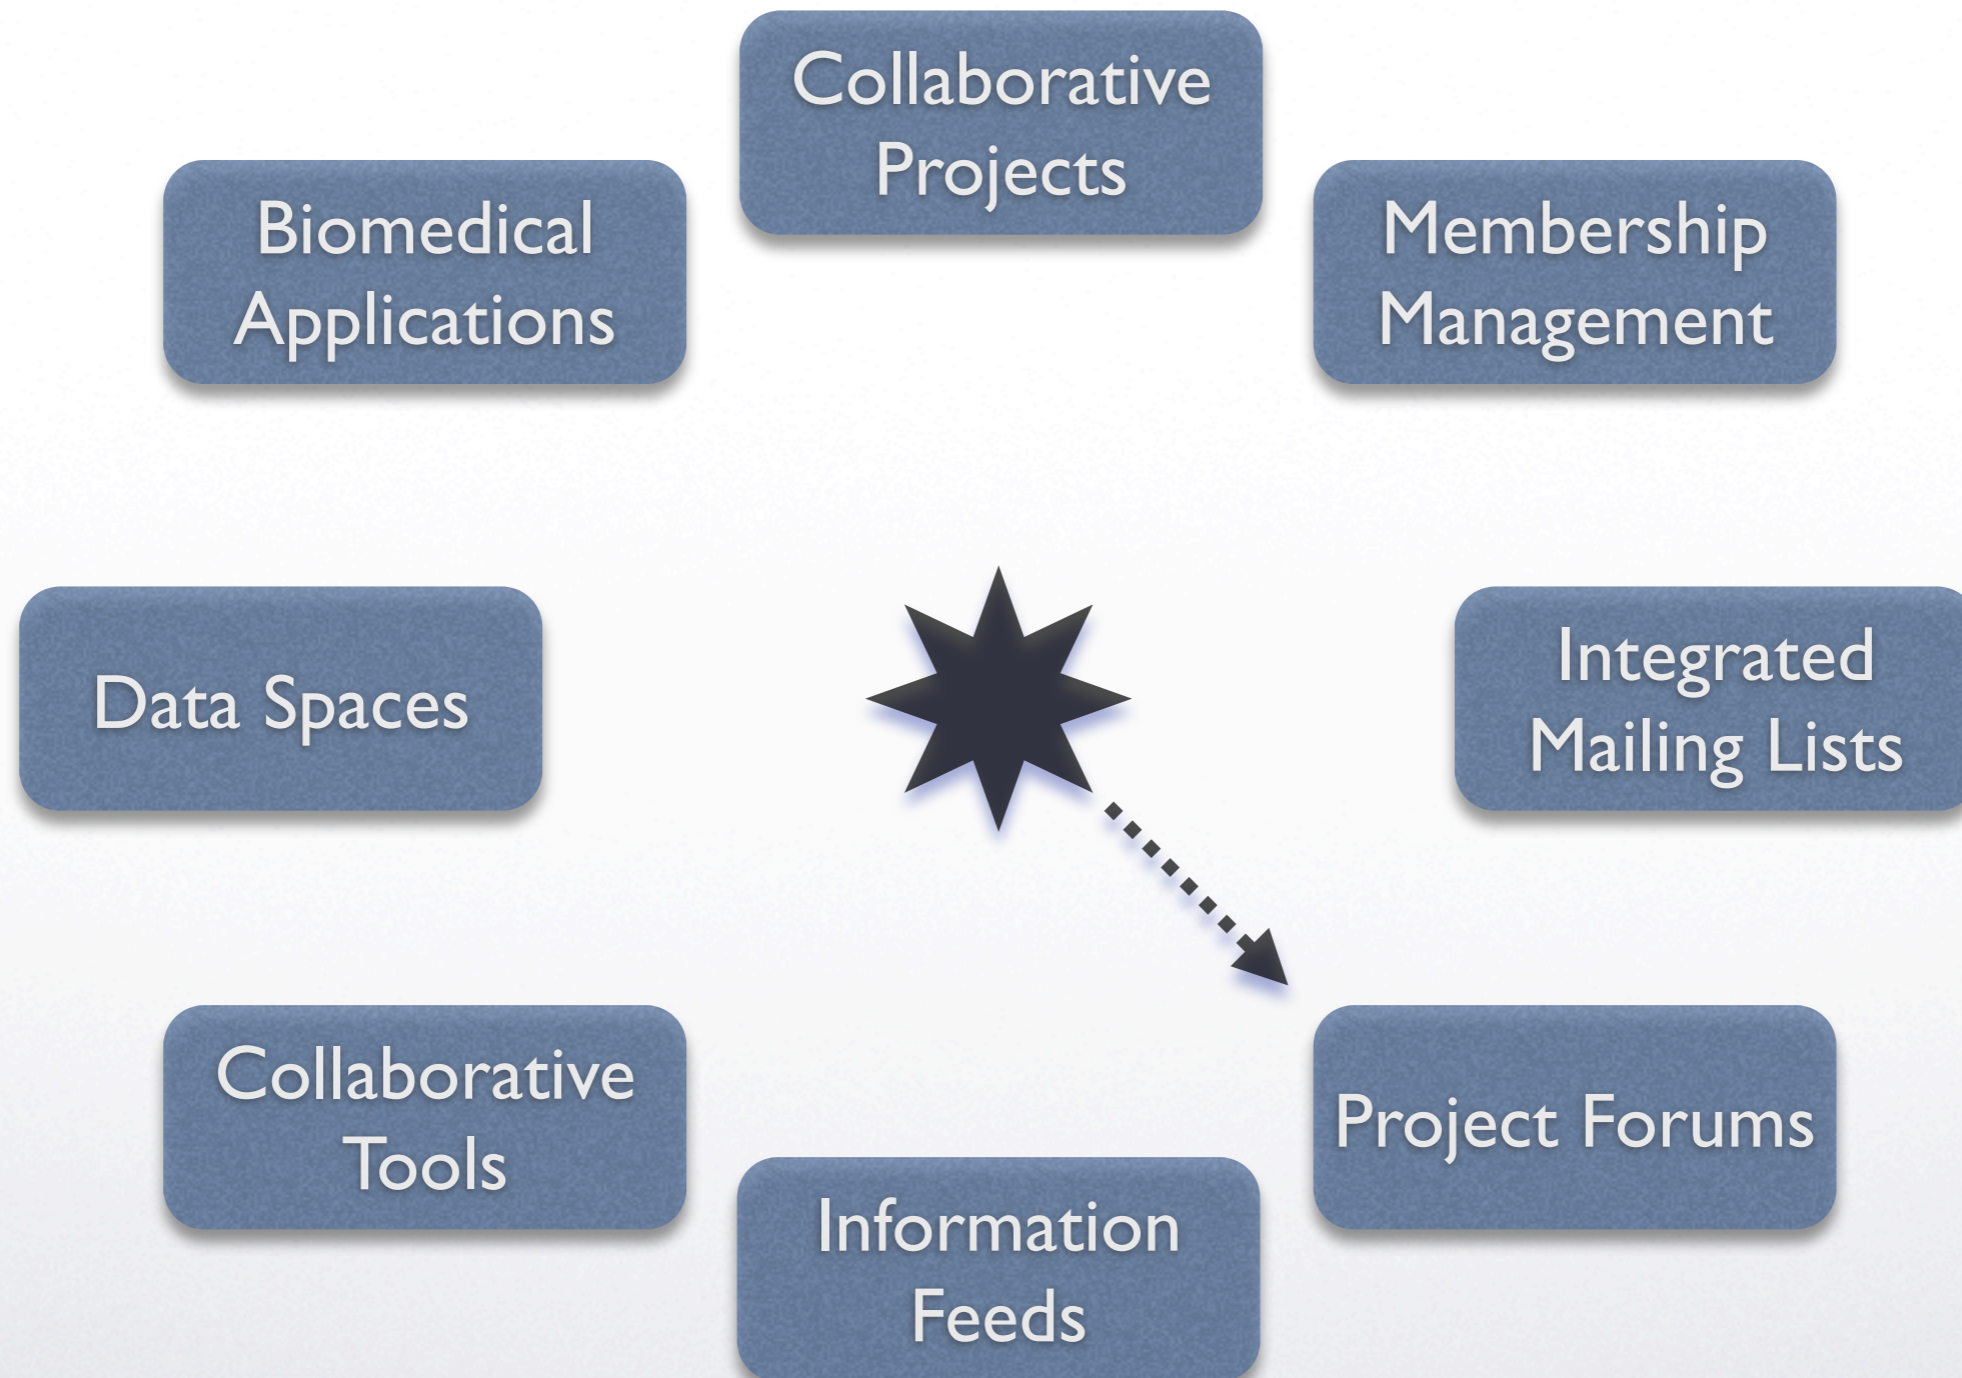 Collaborative
Projects
Biomedical
Applications
Membership
Management
Data Spaces
Integrated
Mailing Lists
Collaborative
Tools
Project Forums
Information
Feeds